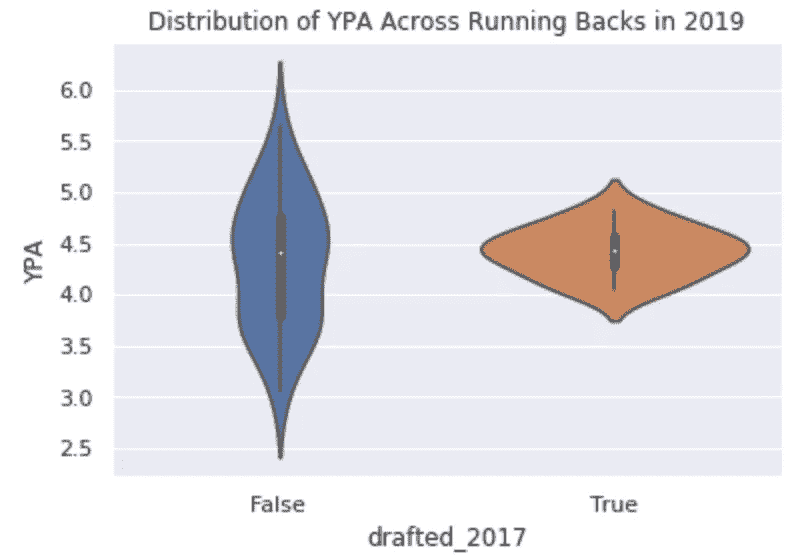 Distribution of YPA Across Running Backs in 2019
6.0
5.5
5.0
4.5
4.0
3.5
3.0
2.5
YPA
False
True
drafted_2017